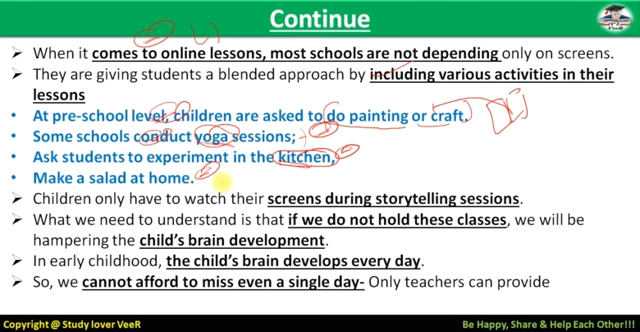 Continue
➢ When it comes to online lessons, most schools are not depending only on screens.
➢ They are giving students a blended approach by including various activities in their
lessons
• At pre-school level, children are asked to do painting or craft.
• Some schools conduct yoga sessions;
• Ask students to experiment in the kitchen,
• Make a salad at home.
➢ Children only have to watch their screens during storytelling sessions.
➢ What we need to understand is that if we do not hold these classes, we will be
hampering the child's brain development.
➢ In early childhood, the child's brain develops every day.
➢ So, we cannot afford to miss even a single day- Only teachers can provide
Copyright @ Study lover VeeR
Be Happy, Share & Help Each Other!!!